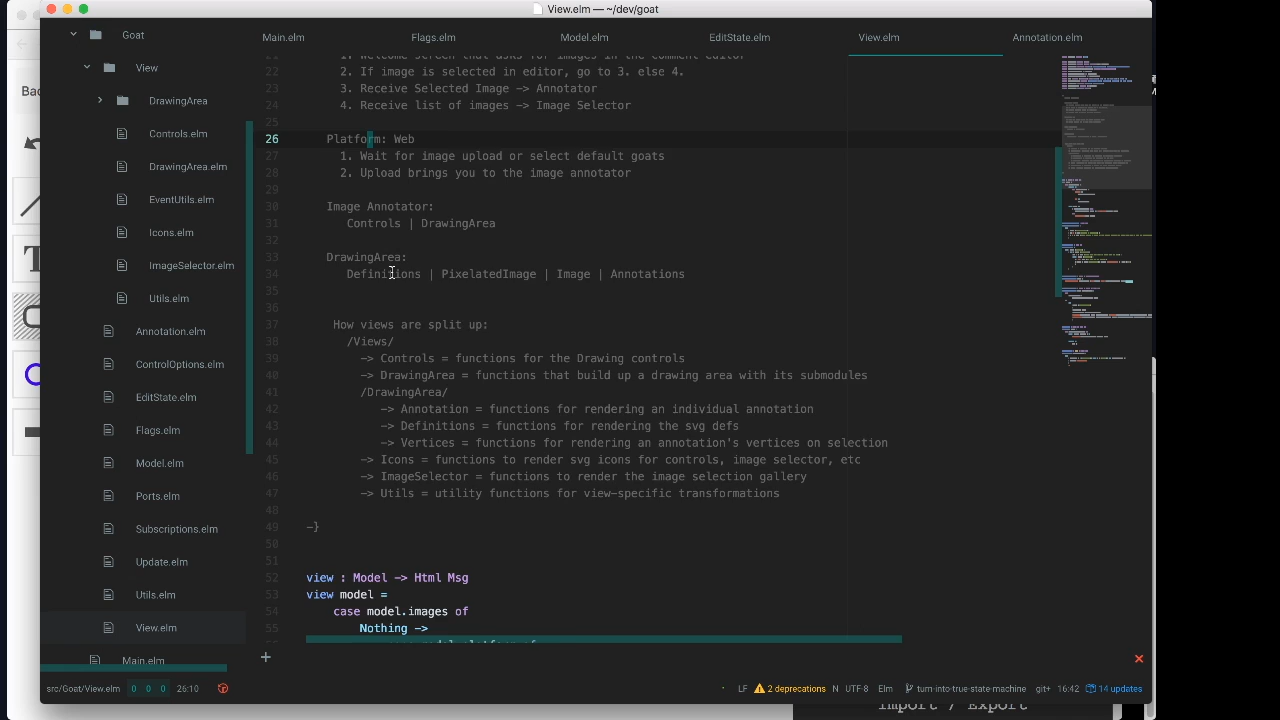 View.elm — ~/dev/goat
Goat
View
DrawingArea
Controls.elm
DrawingArea.elm
EventUtils.elm
Icons.elm
ImageSelector.elm
Utils.elm
Annotation.elm
ControlOptions.elm
EditState.elm
Flags.elm
Model.elm
Ports.elm
Subscriptions.elm
Update.elm
Utils.elm
View.elm
Main.elm
Main.elm Flags.elm Model.elm EditState.elm View.elm Annotation.elm
1. Welcome screen that asks for images in the comment editor
22 2. If image is selected in editor, go to 3. else 4.
23 3. Receive Selected Image -> Annotator
24 4. Receive list of images -> Image Selector
25
26 Platform: Web
27 1. Wait for image upload or select default goats
28 2. Upload brings you to the image annotator
29
30 Image Annotator:
31 Controls | DrawingArea
32
33 DrawingArea:
34 Definitions | PixelatedImage | Image | Annotations
35
36
37 How views are split up:
38 /Views/
39 -> Controls = functions for the Drawing controls
40 -> DrawingArea = functions that build up a drawing area with its submodules
41 /DrawingArea/
42 -> Annotation = functions for rendering an individual annotation
43 -> Definitions = functions for rendering the svg defs
44 -> Vertices = functions for rendering an annotation's vertices on selection
45 -> Icons = functions to render svg icons for controls, image selector, etc
46 -> ImageSelector = functions to render the image selection gallery
47 -> Utils = utility functions for view-specific transformations
48
49 -}
50
51
52 view : Model -> Html Msg
53 view model =
54 case model.images of
55 Nothing ->
src/Goat/View.elm 0 0 0 26:10 LF 2 deprecations N UTF-8 Elm turn-into-true-state-machine git+ 16:42 14 updates
Import / Export